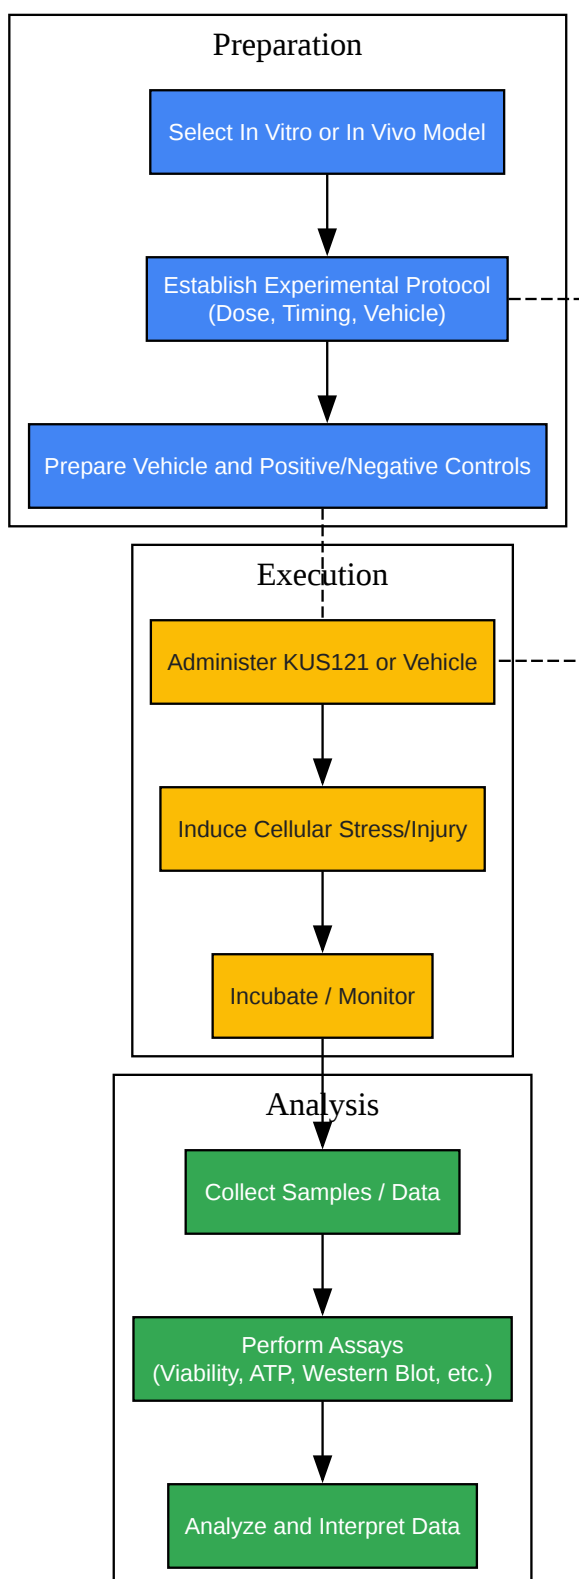 Preparation
Select In Vitro or In Vivo Model
Establish Experimental Protocol
(Dose, Timing, Vehicle)
Prepare Vehicle and Positive/Negative Controls
Execution
Administer KUS121 or Vehicle
Induce Cellular Stress/Injury
Incubate / Monitor
Analysis
Collect Samples / Data
Perform Assays
(Viability, ATP, Western Blot, etc.)
Analyze and Interpret Data